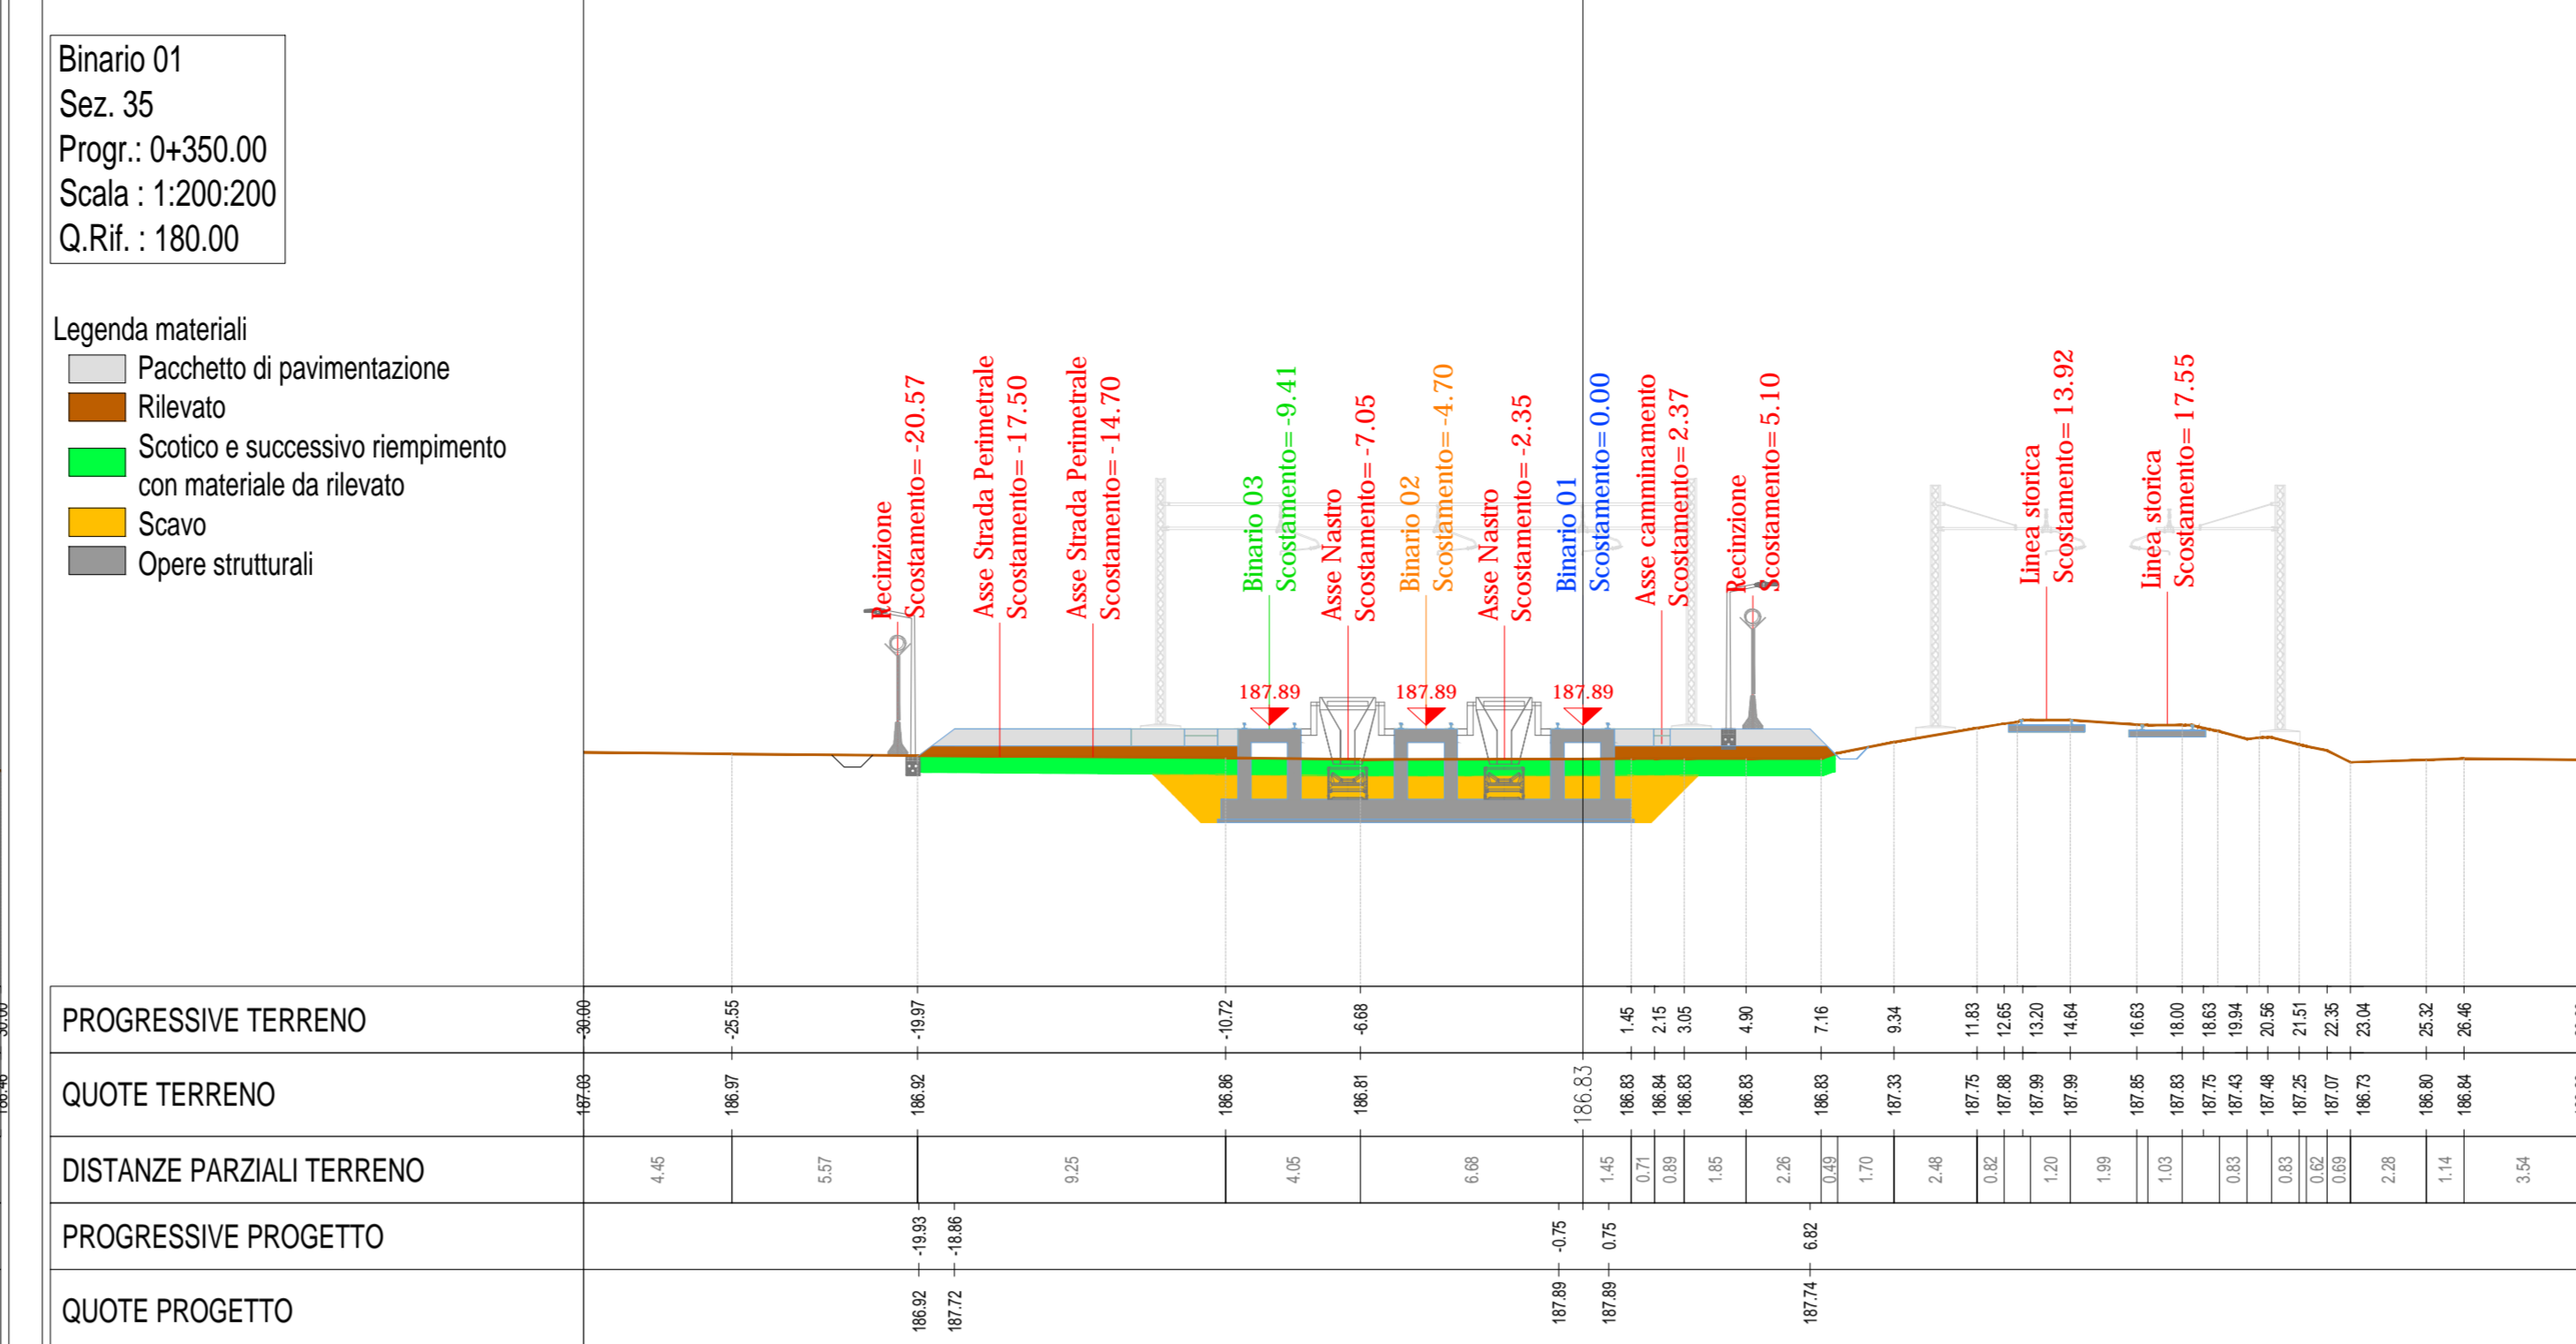 Binario 01
Sez. 35
Progr.: 0+350.00
Scala : 1:200:200
Q.Rif. : 180.00
Legenda materiali
Pacchetto di pavimentazione
Rilevato
Scotico e successivo riempimento
con materiale da rilevato
Scavo
Opere strutturali
Recinzione
Scostamento= -20.57
Asse Strada Perimetrale
Scostamento= -17.50
Asse Strada Perimetrale
Scostamento= -14.70
Binario 03
Scostamento= -9.41
Asse Nastro
Scostamento= -7.05
Binario 02
Scostamento= -4.70
Asse Nastro
Scostamento= -2.35
Binario 01
Scostamento= 0.00
Asse camminamento
Scostamento= 2.37
Recinzione
Scostamento= 5.10
Linea storica
Scostamento= 13.92
Linea storica
Scostamento= 17.55
187.89 187.89 187.89
PROGRESSIVE TERRENO -30.00 -25.55 -19.97 -10.72 -6.68 1.45 2.15 3.05 4.90 7.16 9.34 11.83 12.65 13.20 14.64 16.63 18.00 18.63 19.94 20.56 21.51 22.35 23.04 25.32 26.46
QUOTE TERRENO 187.03 186.97 186.92 186.86 186.81 186.83 186.83 186.84 186.83 186.83 186.83 187.33 187.75 187.88 187.99 187.99 187.85 187.83 187.75 187.43 187.48 187.25 187.07 186.73 186.80 186.84
DISTANZE PARZIALI TERRENO 4.45 5.57 9.25 4.05 6.68 1.45 0.71 0.89 1.85 2.26 0.49 1.70 2.48 0.82 1.20 1.99 1.03 0.83 0.83 0.62 0.69 2.28 1.14 3.54
PROGRESSIVE PROGETTO -19.93 -18.86 -0.75 0.75 6.82
QUOTE PROGETTO 186.92 187.72 187.89 187.89 187.74